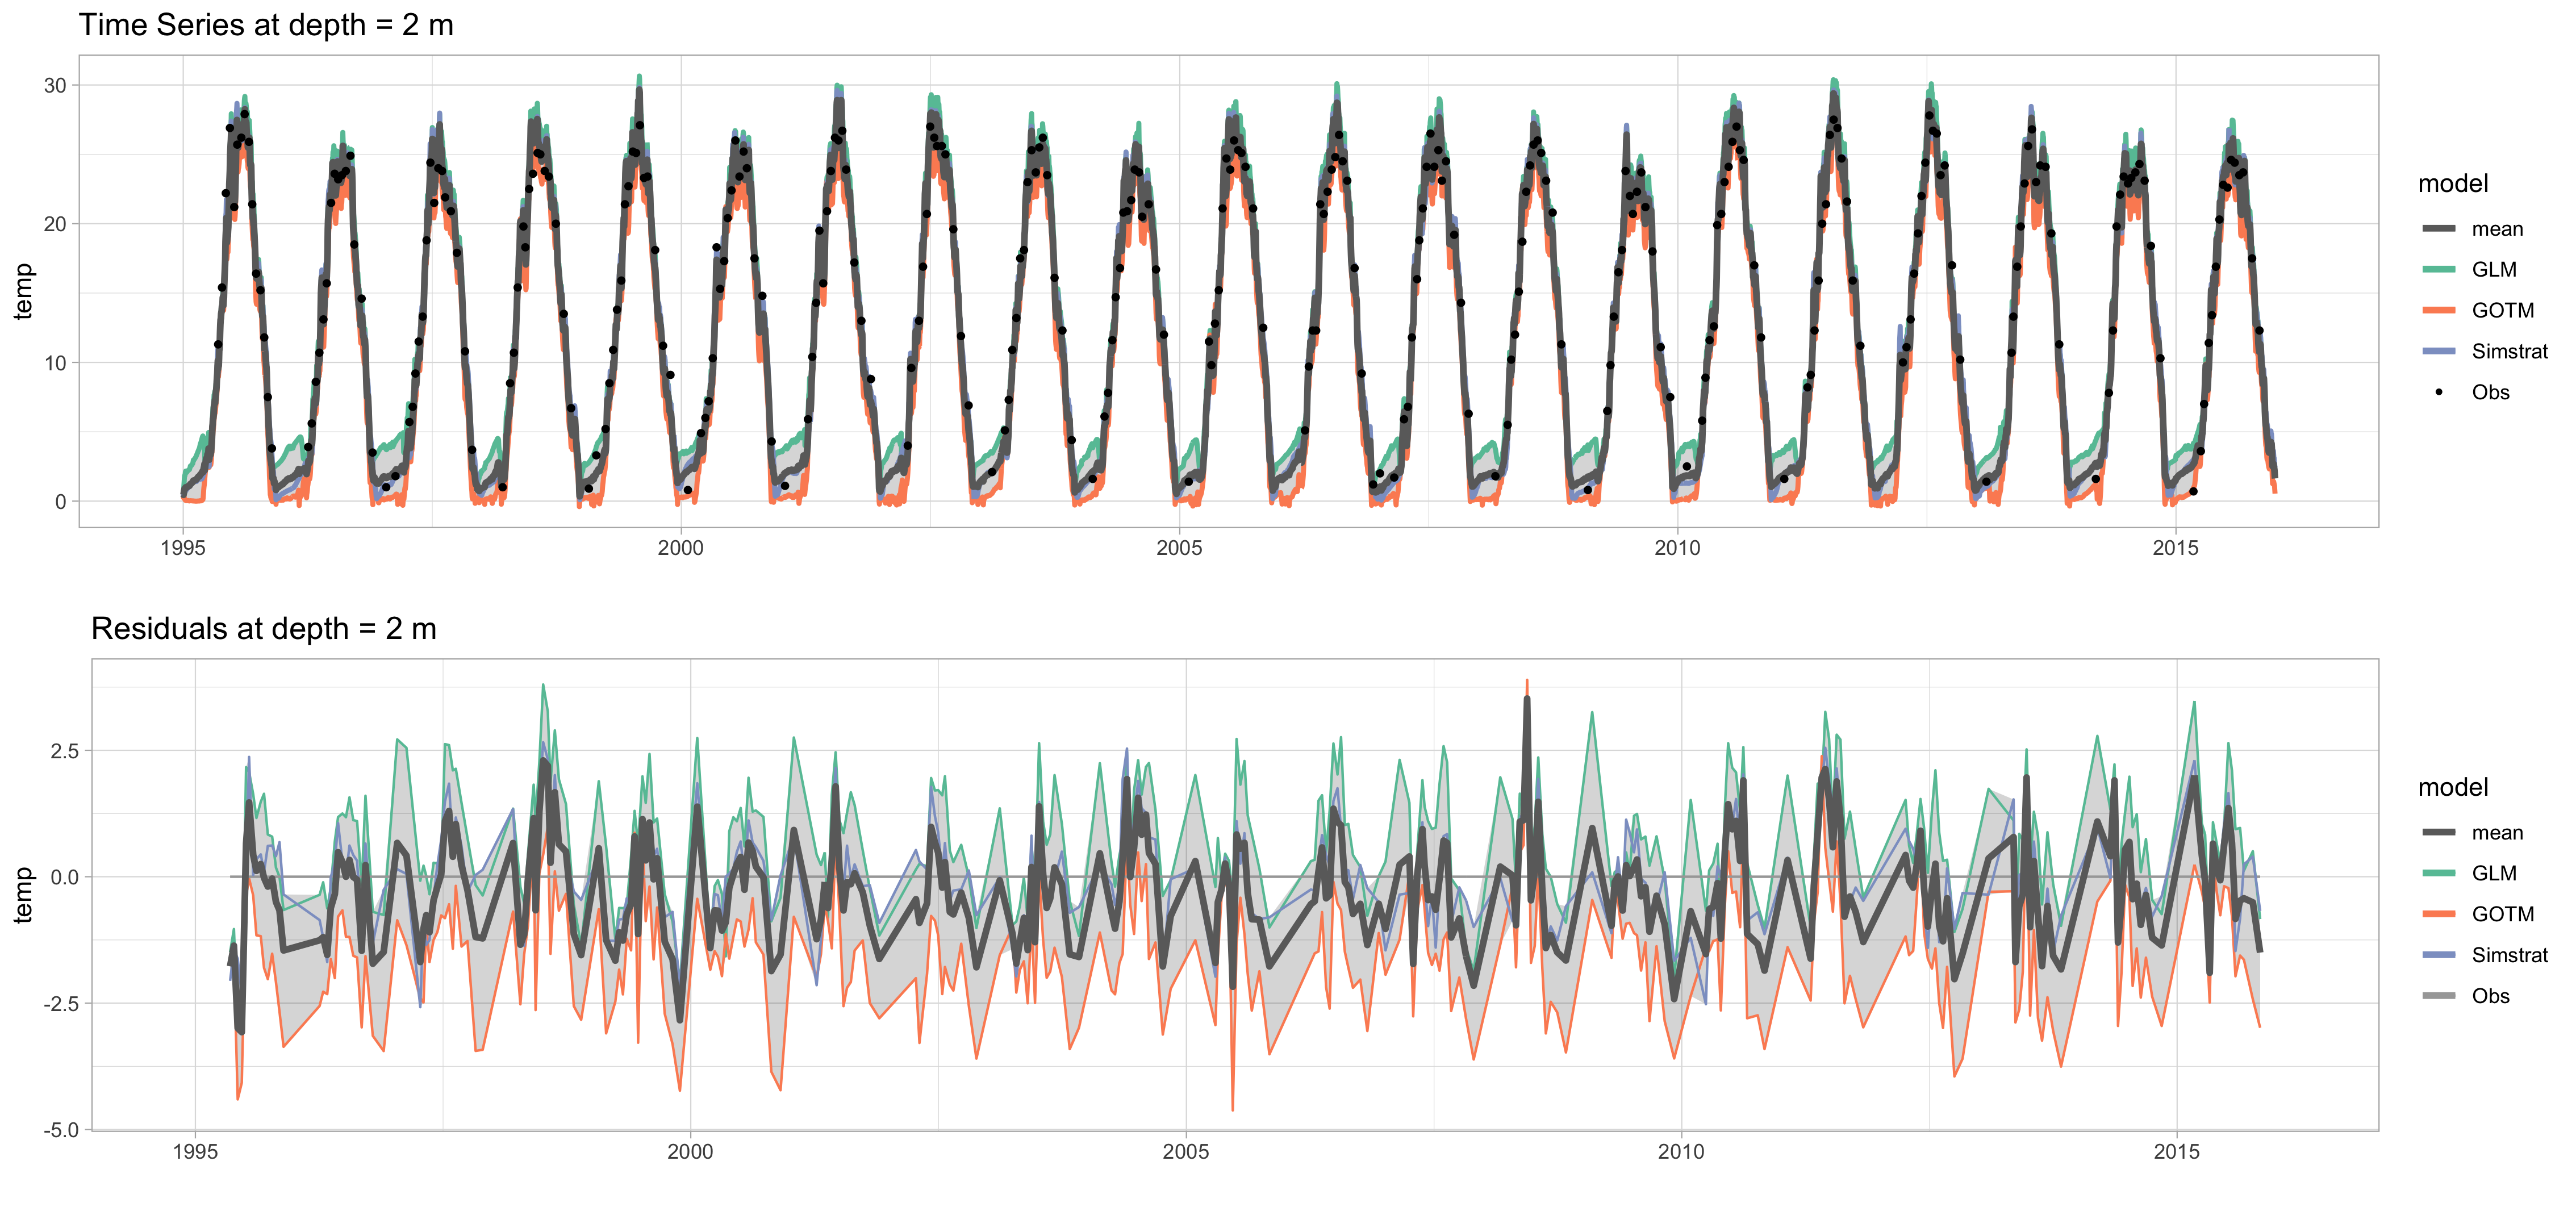 Time Series at depth = 2 m
temp
30
20
10
0
1995
2000
2005
2010
2015
model
mean
GLM
GOTM
Simstrat
Obs
Residuals at depth = 2 m
temp
2.5
0.0
-2.5
-5.0
1995
2000
2005
2010
2015
model
mean
GLM
GOTM
Simstrat
Obs